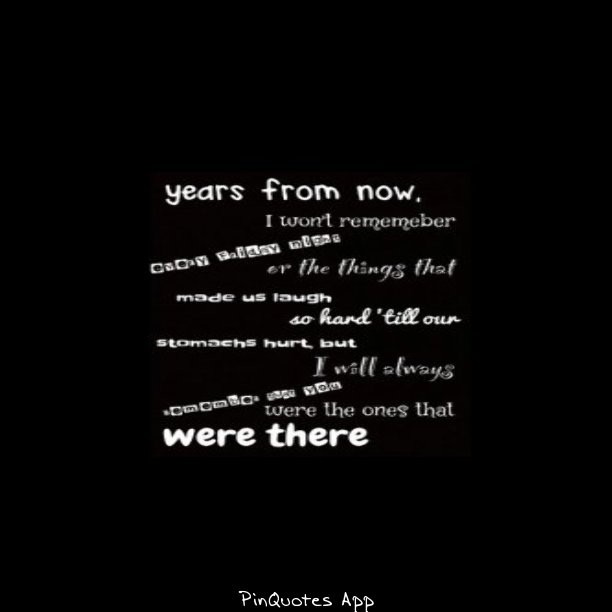 years from now,
I won't rememeber
every Friday night
or the things that
made us laugh
so hard 'till our
stomachs hurt, but
I will always
remember that you
were the ones that
were there
PinQuotes App